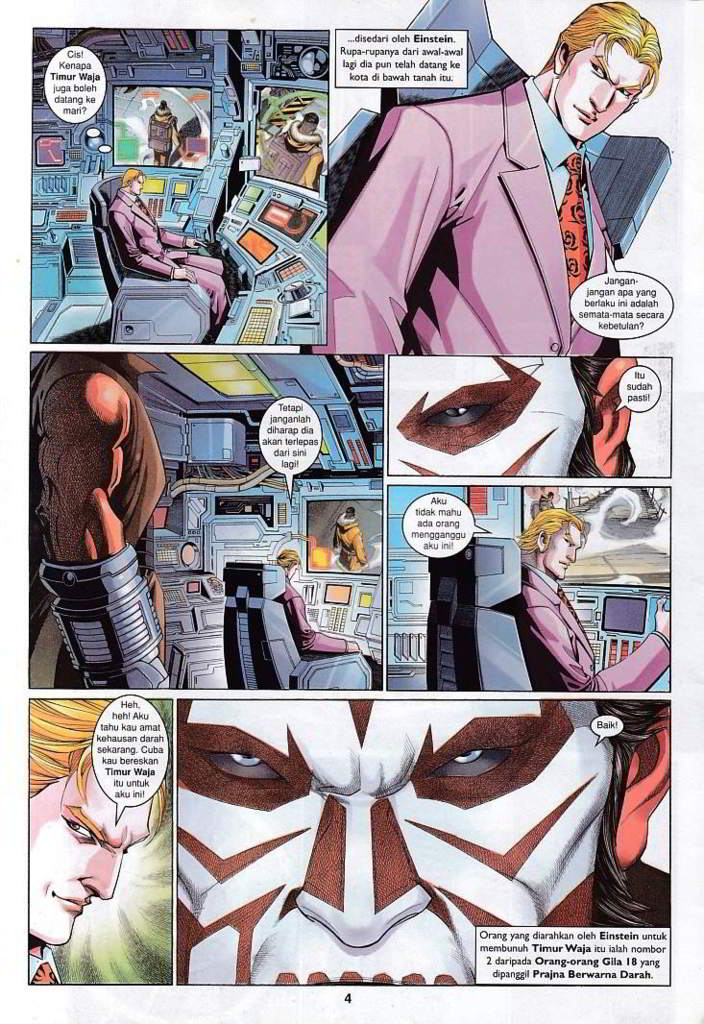 Cis!
Kenapa
Timur Waja
juga boleh
datang ke
mari?
...disedari oleh Einstein.
Rupa-rupanya dari awal-awal
lagi dia pun telah datang ke
kota di bawah tanah itu.
Jangan-
jangan apa yang
berlaku ini adalah
semata-mata secara
kebetulan?
Tetapi
janganlah
diharap dia
akan terlepas
dari sini
lagi!
Itu
sudah
pasti!
Aku
tidak mahu
ada orang
mengganggu
aku ini!
Heh,
heh! Aku
tahu kau amat
kehausan darah
sekarang. Cuba
kau bereskan
Timur Waja
itu untuk
aku ini!
Baik!
Orang yang diarahkan oleh Einstein untuk
membunuh Timur Waja itu ialah nombor
2 daripada Orang-orang Gila 18 yang
dipanggil Prajna Berwarna Darah.
4